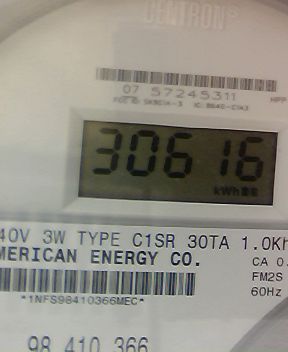 CENTRON®
07 57245311
30616
kWh
40V 3W TYPE C1SR 30TA 1.0Kh
MERICAN ENERGY CO.
CA 0.
FM2S
*1NFS98410366MEC*
60Hz
98 410 366